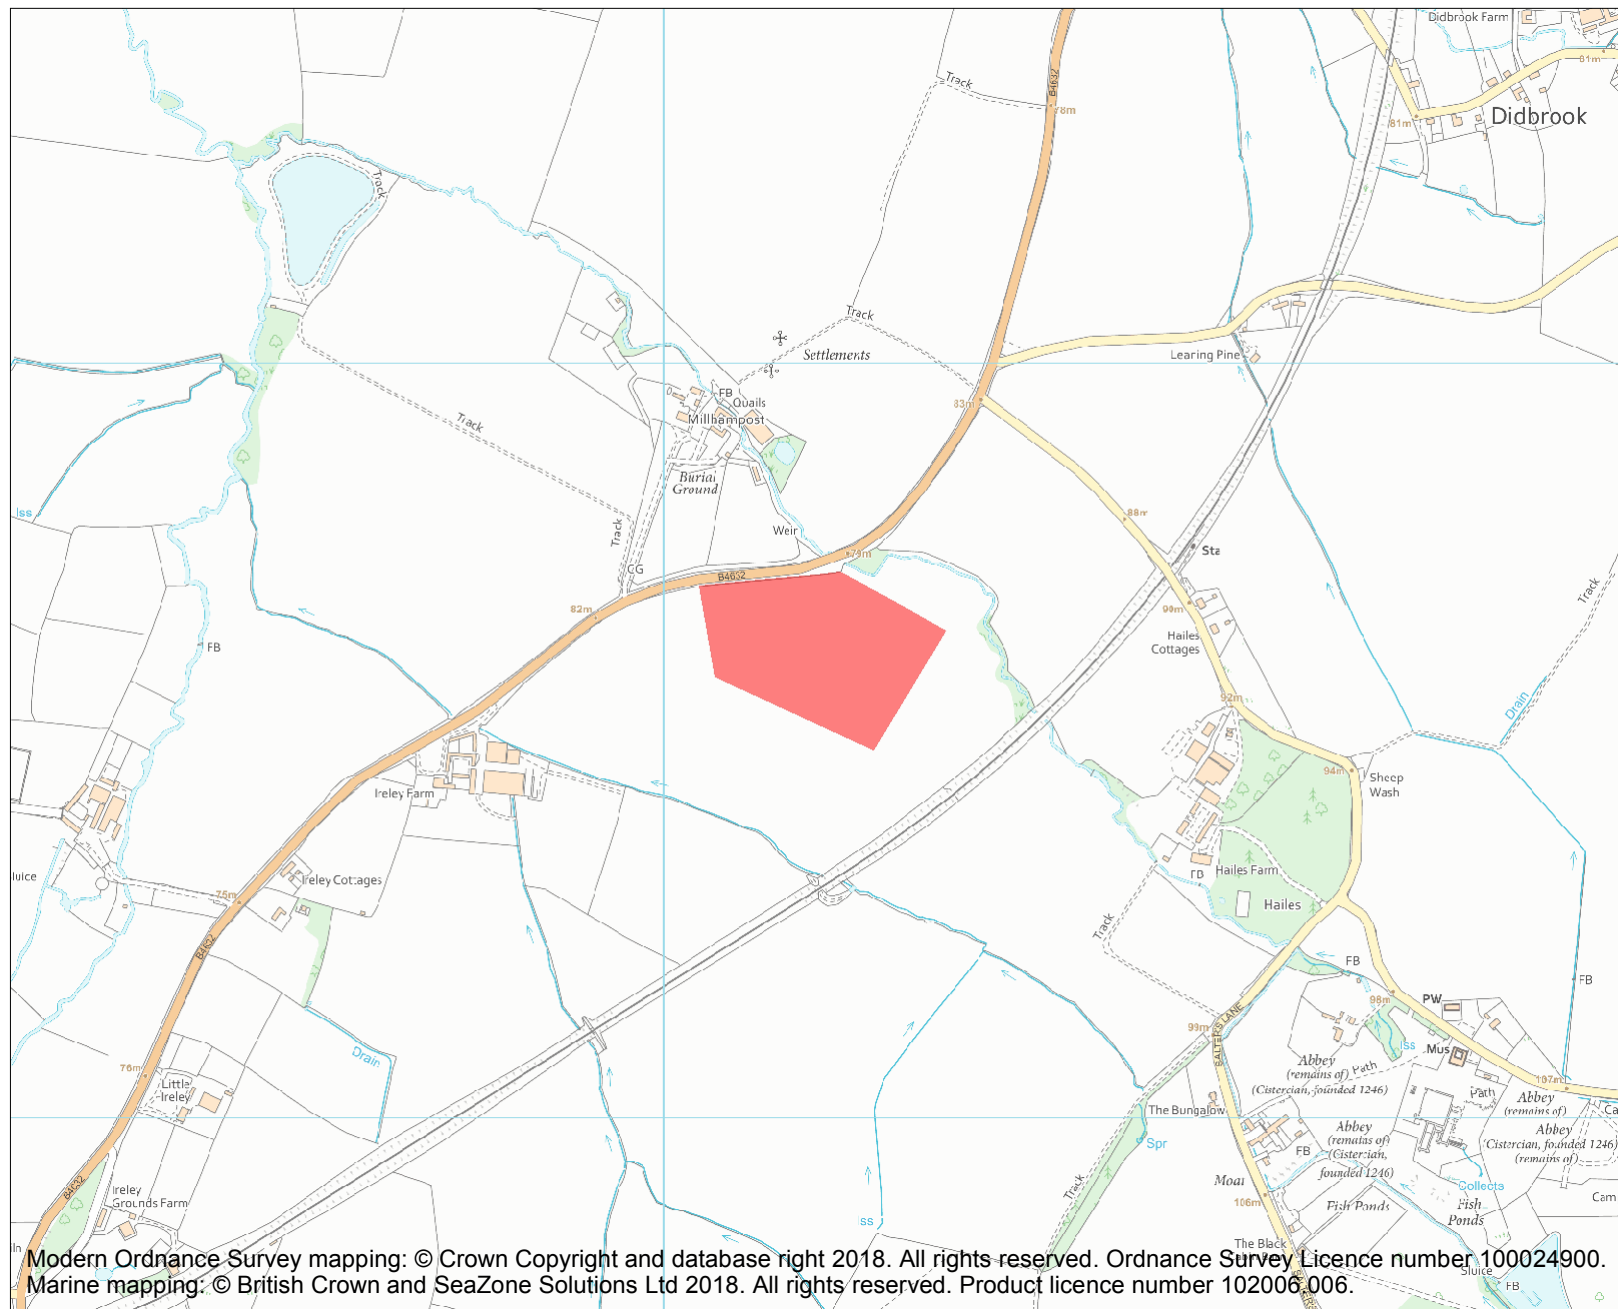 Didbrook Farm
81m
Track
B4632
78m
Didbrook
81m
Track
Track
Settlements
Learing Pine
83m
FB
Quails
Millhampost
Track
Burial
Ground
88m
Weir
Track
79m
Sta
CG
B4632
82m
90m
Hailes
Cottages
Track
FB
92m
Drain
94m
Sheep
Wash
Ireley Farm
Hailes Farm
Ireley Cottages
75m
Hailes
Track
B4632
FB
FB
98m
PW
99m
SALTER'S LANE
Iss
Mus
Drain
Abbey
(remains of)
(Cistercian, founded 1246)
Path
76m
107m
Little
Ireley
Path
Abbey
(remains of)
The Bungalow
Abbey
(remains of)
(Cistercian,
founded 1246)
Abbey
(Cistercian, founded 1246)
(remains of)
Spr
FB
Moat
Collects
B4632
Ireley
Grounds Farm
Track
106m
Fish Ponds
Fish
Ponds
The Black
Sluice
FB
Modern Ordnance Survey mapping: © Crown Copyright and database right 2018. All rights reserved. Ordnance Survey Licence number 100024900.
Marine mapping: © British Crown and SeaZone Solutions Ltd 2018. All rights reserved. Product licence number 102006.006.